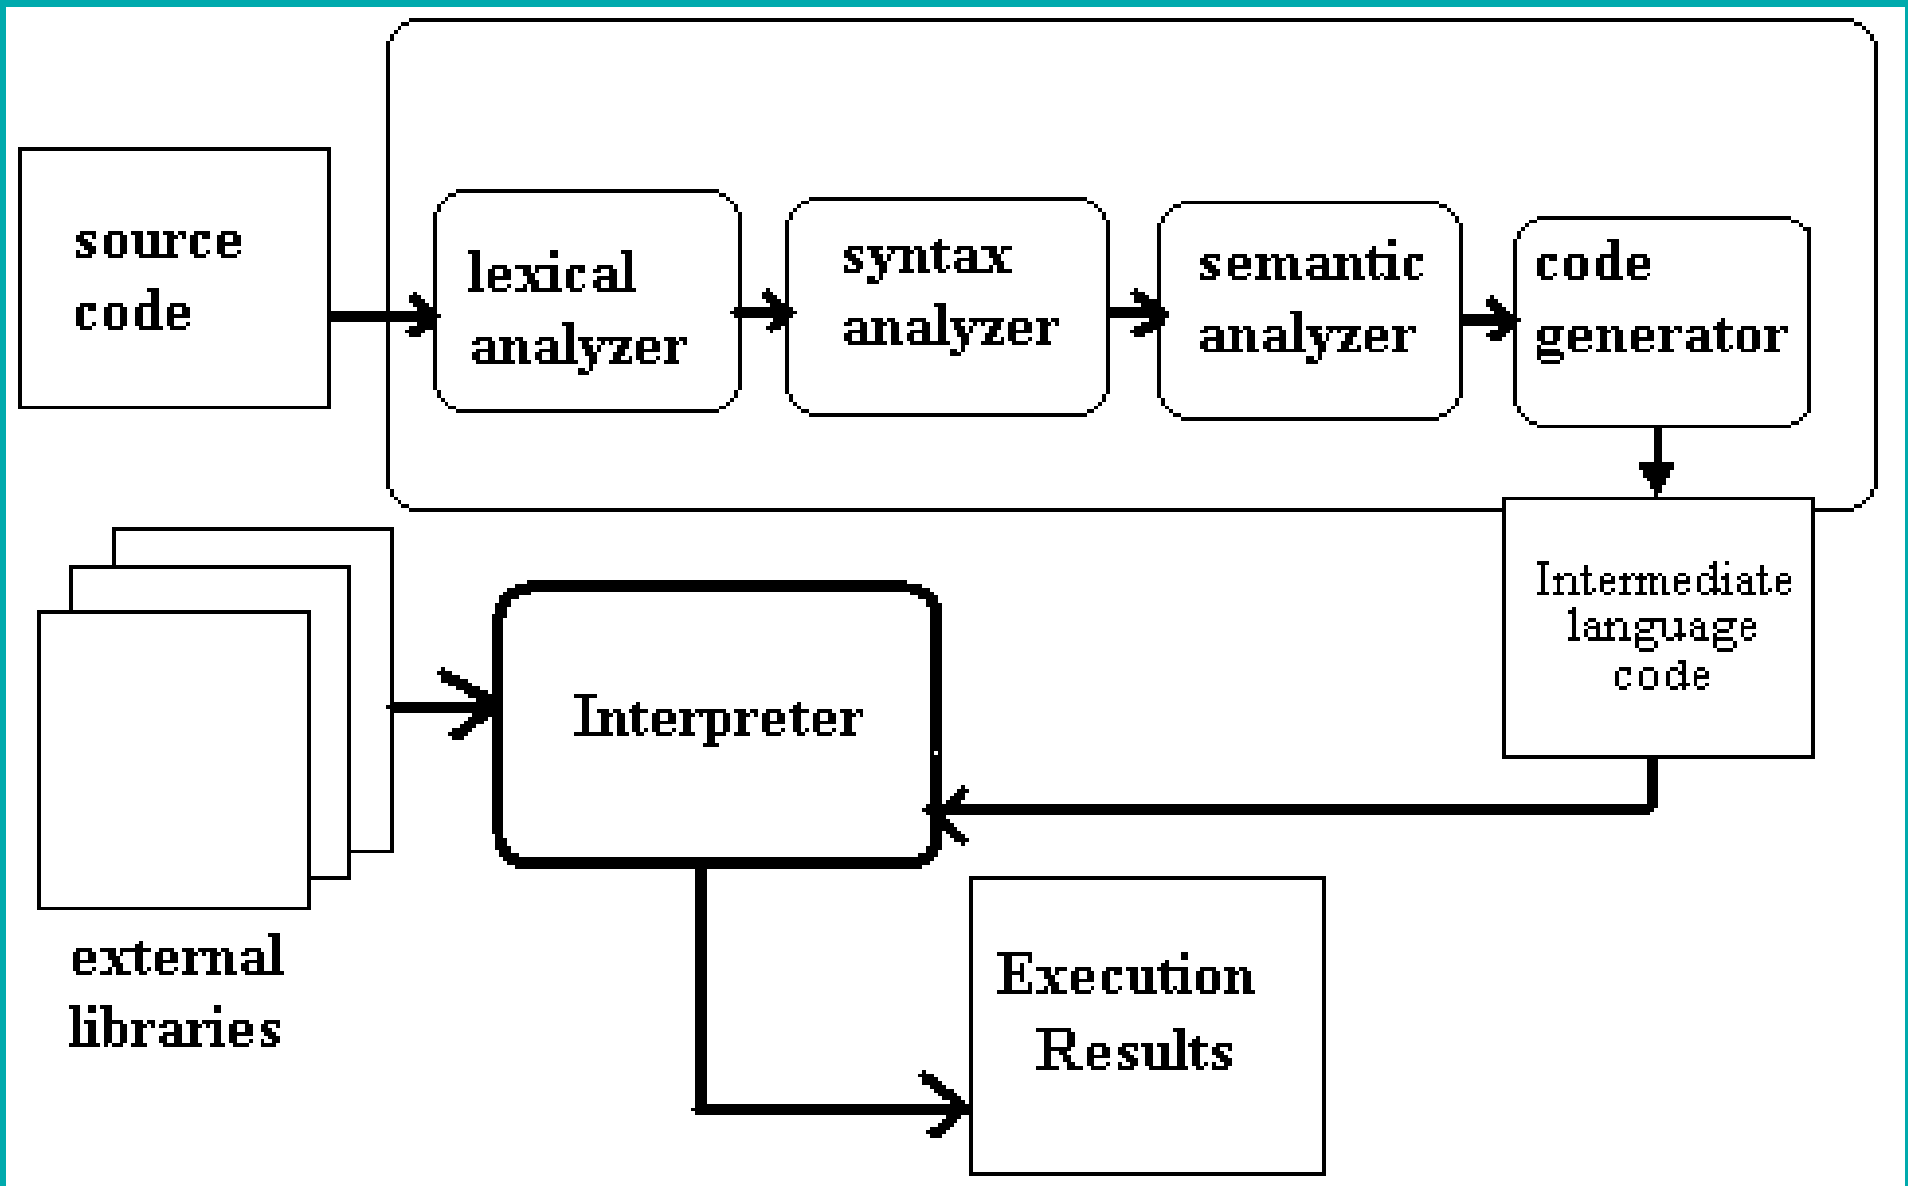 source
code
lexical
analyzer
syntax
analyzer
semantic
analyzer
code
generator
Intermediate
language
code
Interpreter
external
libraries
Execution
Results